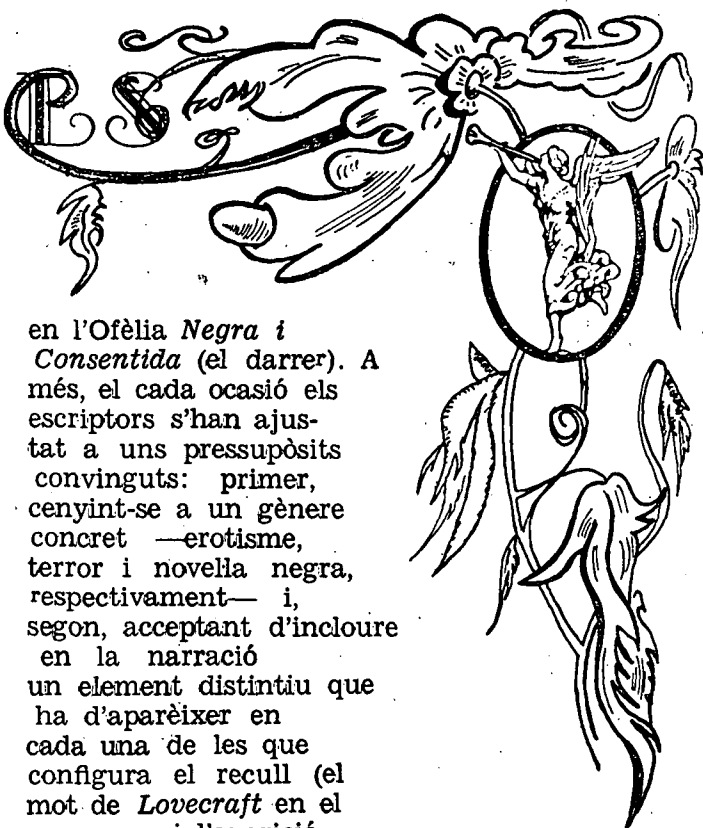 ES
en l'Ofèlia Negra i
Consentida (el darrer). A
més, el cada ocasió els
escriptors s'han ajus-
tat a uns pressupòsits
convinguts: primer,
cenyint-se a un gènere
concret —erotisme,
terror i novel·la negra,
respectivament— i,
segon, acceptant d'incloure
en la narració
un element distintiu que
ha d'aparèixer en
cada una de les que
configura el recull (el
mot de Lovecraft en el